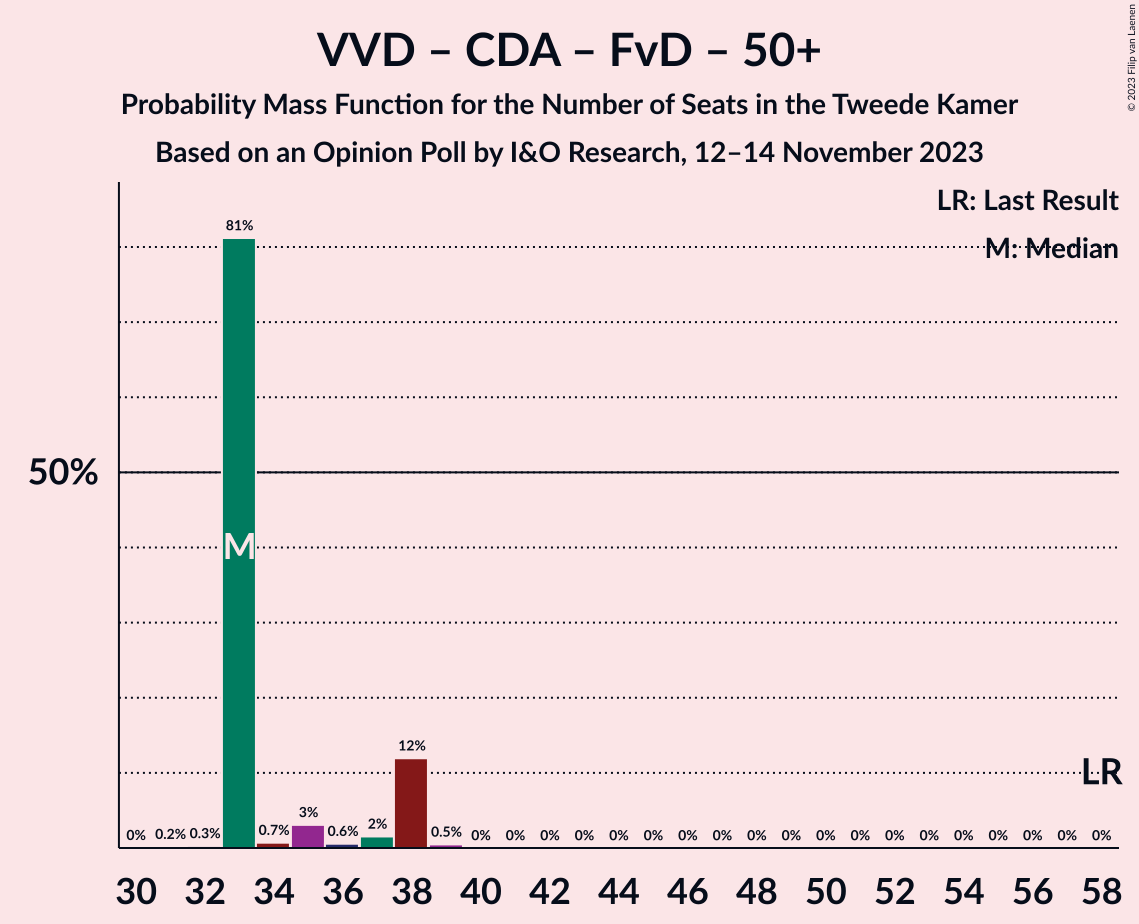 VVD – CDA – FvD – 50+
Probability Mass Function for the Number of Seats in the Tweede Kamer
Based on an Opinion Poll by I&O Research, 12–14 November 2023
© 2023 Filip van Laenen
LR: Last Result
M: Median
50%
81%
M
12%
LR
0% 0.2% 0.3% 0.7% 3% 0.6% 2% 0.5% 0% 0% 0% 0% 0% 0% 0% 0% 0% 0% 0% 0% 0% 0% 0% 0% 0% 0% 0%
30 32 34 36 38 40 42 44 46 48 50 52 54 56 58